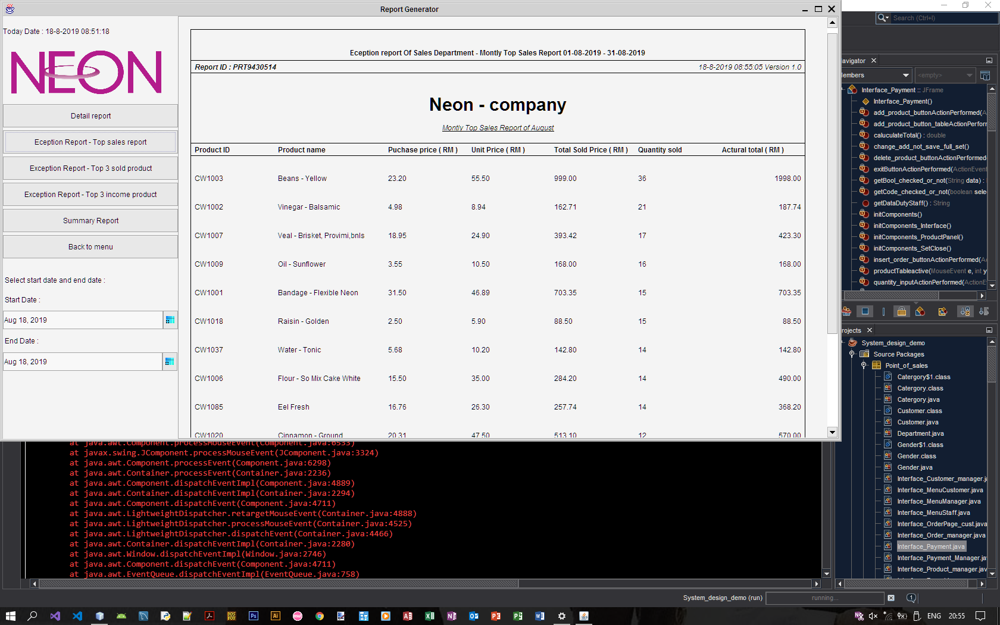 Report Generator
Today Date : 18-8-2019 08:51:18
NEON
Detail report
Eception Report - Top sales report
Exception Report - Top 3 sold product
Exception Report - Top 3 income product
Summary Report
Back to menu
Select start date and end date :
Start Date :
Aug 18, 2019
End Date :
Aug 18, 2019
Eception report Of Sales Department - Montly Top Sales Report 01-08-2019 - 31-08-2019
Report ID : PRT9430514 18-8-2019 08:55:05 Version 1.0
Neon - company
Montly Top Sales Report of August
Product ID Product name Puchase price ( RM ) Unit Price ( RM ) Total Sold Price ( RM ) Quantity sold Actural total ( RM )
CW1003 Beans - Yellow 23.20 55.50 999.00 36 1998.00
CW1002 Vinegar - Balsamic 4.98 8.94 162.71 21 187.74
CW1007 Veal - Brisket, Provimi,bnls 18.95 24.90 393.42 17 423.30
CW1009 Oil - Sunflower 3.55 10.50 168.00 16 168.00
CW1001 Bandage - Flexible Neon 31.50 46.89 703.35 15 703.35
CW1018 Raisin - Golden 2.50 5.90 88.50 15 88.50
CW1037 Water - Tonic 5.68 10.20 142.80 14 142.80
CW1006 Flour - So Mix Cake White 15.50 35.00 284.20 14 490.00
CW1085 Eel Fresh 16.76 26.30 257.74 14 368.20
CW1020 Cinnamon - Ground 20.31 47.50 513.10 12 570.00
at java.awt.Component.processMouseEvent(Component.java:6533)
at javax.swing.JComponent.processMouseEvent(JComponent.java:3324)
at java.awt.Component.processEvent(Component.java:6298)
at java.awt.Container.processEvent(Container.java:2236)
at java.awt.Component.dispatchEventImpl(Component.java:4889)
at java.awt.Container.dispatchEventImpl(Container.java:2294)
at java.awt.Component.dispatchEvent(Component.java:4711)
at java.awt.LightweightDispatcher.retargetMouseEvent(Container.java:4888)
at java.awt.LightweightDispatcher.processMouseEvent(Container.java:4525)
at java.awt.LightweightDispatcher.dispatchEvent(Container.java:4466)
at java.awt.Container.dispatchEventImpl(Container.java:2280)
at java.awt.Window.dispatchEventImpl(Window.java:2746)
at java.awt.Component.dispatchEvent(Component.java:4711)
at java.awt.EventQueue.dispatchEventImpl(EventQueue.java:758)
Search (Ctrl+I)
avigator
lembers <empty>
Interface_Payment :: JFrame
Interface_Payment()
add_product_buttonActionPerformed(A
add_product_button_tableActionPerfor
caluculateTotal() : double
change_add_not_save_full_set()
delete_product_buttonActionPerformed
exitButtonActionPerformed(ActionEvent
getBool_checked_or_not(String data) :
getCode_checked_or_not(boolean sele
getDataDutyStaff() : String
initComponents()
initComponents_Interface()
initComponents_ProductPanel()
initComponents_SetClose()
insert_order_buttonActionPerformed(A
productTableactive(MouseEvent e, int y
quantity_inputActionPerformed(ActionE
rojects
System_design_demo
Source Packages
Point_of_sales
Catergory$1.class
Catergory.class
Catergory.java
Customer.class
Customer.java
Department.java
Gender$1.class
Gender.class
Gender.java
Interface_Customer_manager.j
Interface_MenuCustomer.java
Interface_MenuManager.java
Interface_MenuStaff.java
Interface_OrderPage_cust.java
Interface_Order_manager.java
Interface_Payment.java
Interface_Payment_Manager.ja
Interface_Product_manager.java
System_design_demo (run) running... 1
DOS BOX Ps Ai osu! ENG 20:55